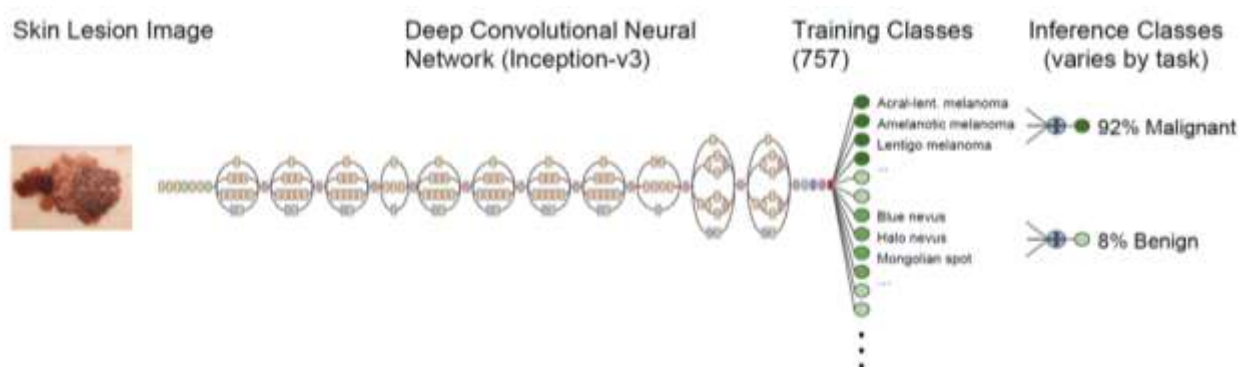 Skin Lesion Image
Deep Convolutional Neural
Network (Inception-v3)
Training Classes
(757)
Inference Classes
(varies by task)
Acral-lent. melanoma
Amelanotic melanoma
Lentigo melanoma
...
Blue nevus
Halo nevus
Mongolian spot
...
92% Malignant
8% Benign